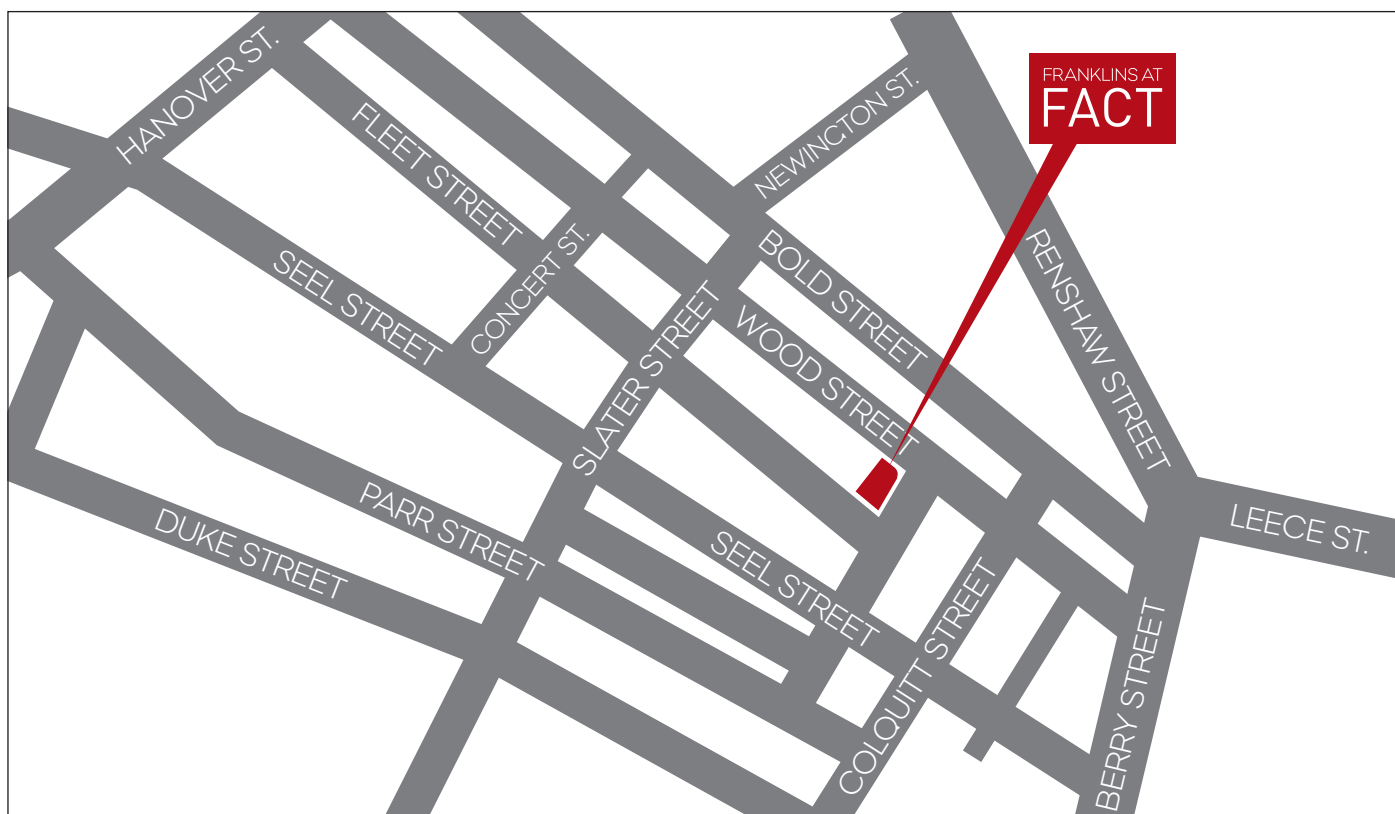 HANOVER ST.
FLEET STREET
NEWINGTON ST.
FRANKLINS AT
FACT
SEEL STREET
CONCERT ST.
BOLD STREET
RENSHAW STREET
SLATER STREET
WOOD STREET
PARR STREET
DUKE STREET
SEEL STREET
LEECE ST.
COLQUITT STREET
BERRY STREET